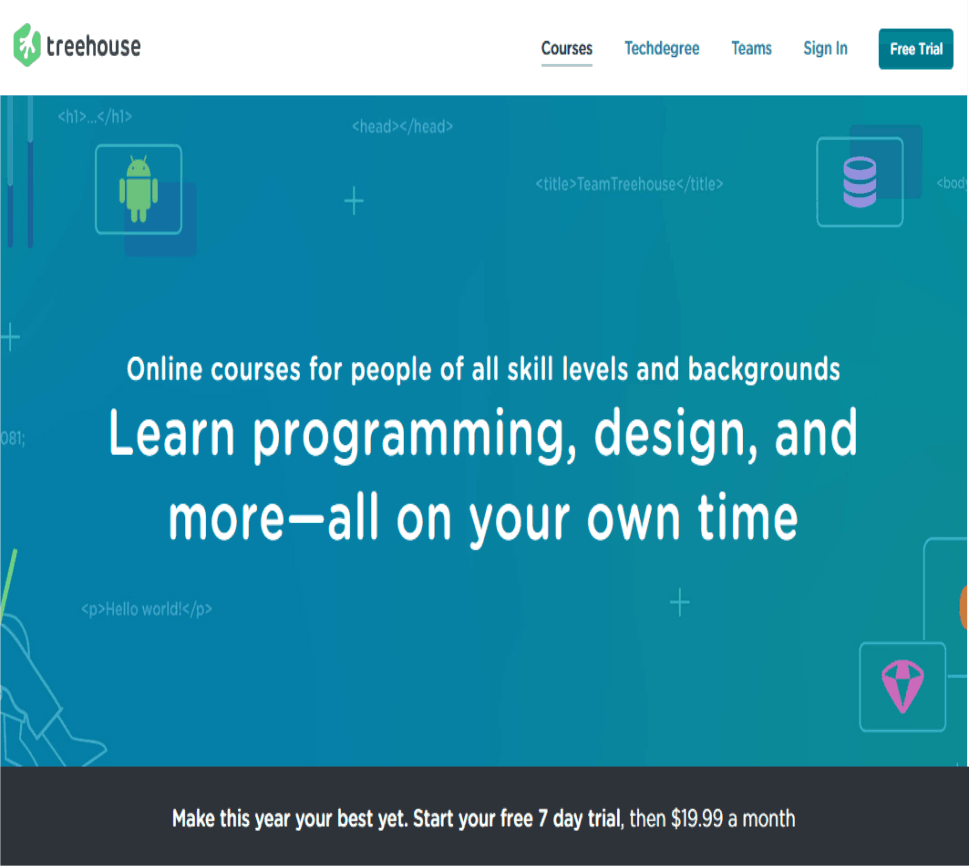 treehouse
Courses Techdegree Teams Sign In Free Trial
<h1>...</h1>
<head></head>
<title>TeamTreehouse</title>
<body
Online courses for people of all skill levels and backgrounds
Learn programming, design, and
081;
more—all on your own time
<p>Hello world!</p>
Make this year your best yet. Start your free 7 day trial, then $19.99 a month